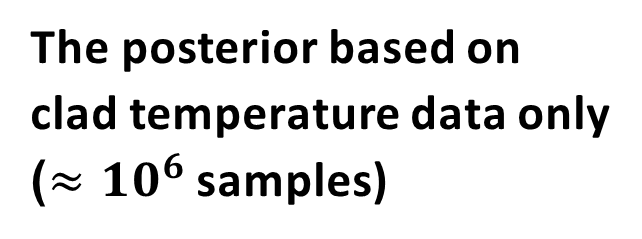 The posterior based on
clad temperature data only
(≈ 10⁶ samples)